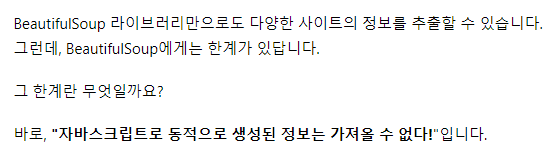 BeautifulSoup 라이브러리만으로도 다양한 사이트의 정보를 추출할 수 있습니다.
그런데, BeautifulSoup에게는 한계가 있답니다.
그 한계란 무엇일까요?
바로, "자바스크립트로 동적으로 생성된 정보는 가져올 수 없다!"입니다.